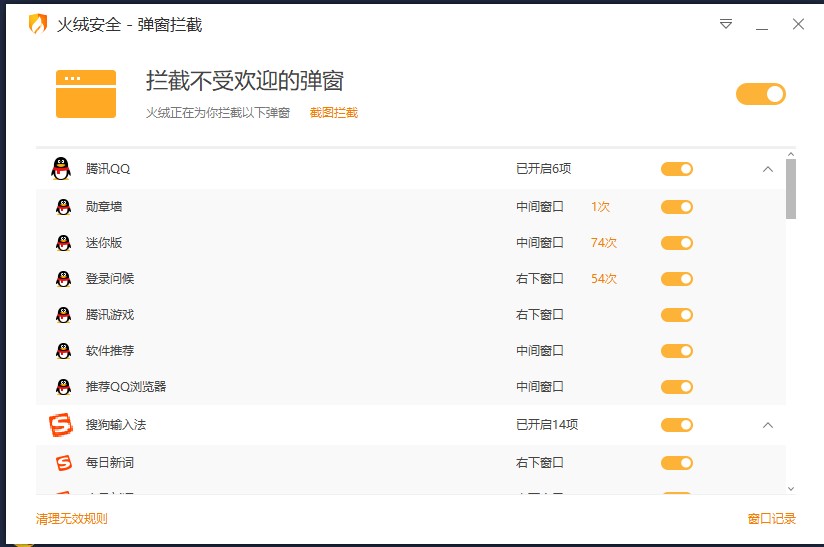 火绒安全 - 弹窗拦截
拦截不受欢迎的弹窗
火绒正在为你拦截以下弹窗 截图拦截
腾讯QQ 已开启6项
勋章墙 中间窗口 1次
迷你版 中间窗口 74次
登录问候 右下窗口 54次
腾讯游戏 右下窗口
软件推荐 中间窗口
推荐QQ浏览器 中间窗口
搜狗输入法 已开启14项
每日新词 右下窗口
清理无效规则 窗口记录